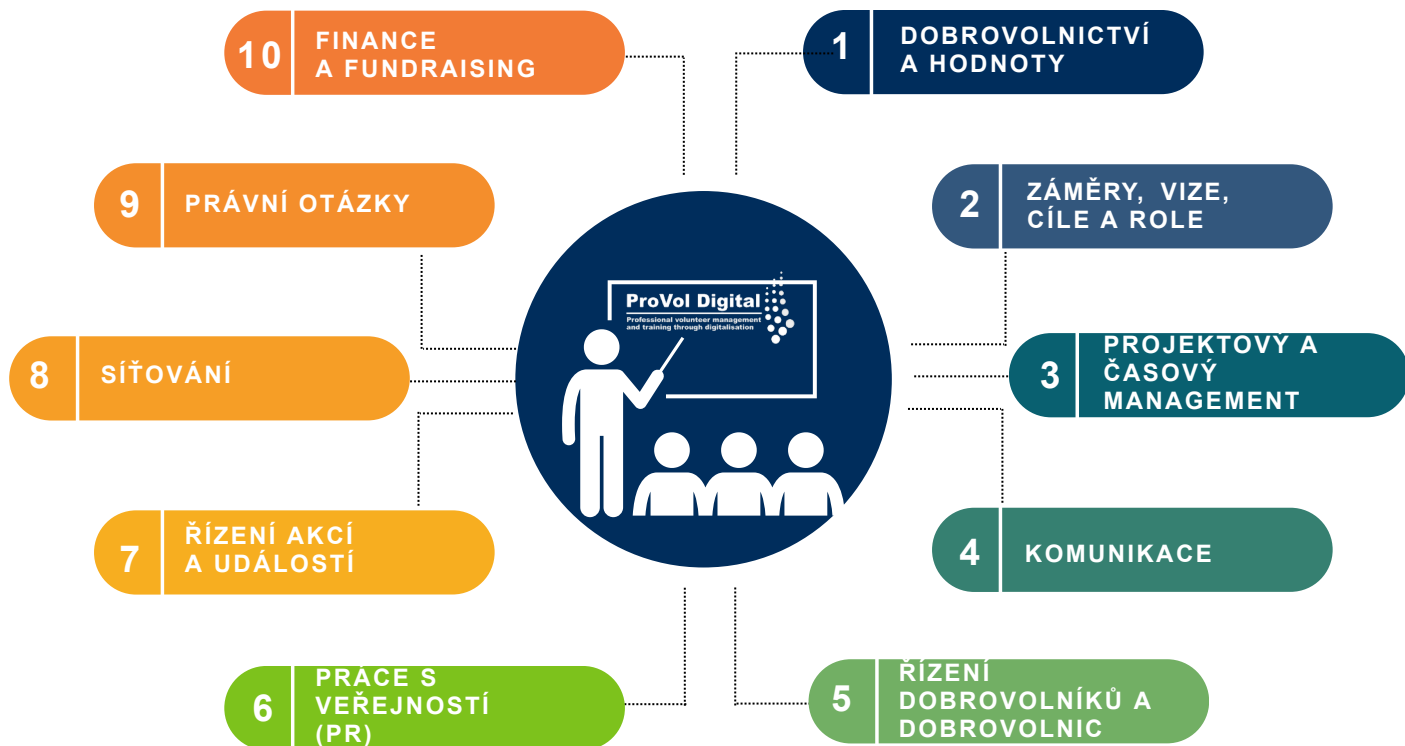 10
FINANCE
A FUNDRAISING
1
DOBROVOLNICTVÍ
A HODNOTY
9
PRÁVNÍ OTÁZKY
2
ZÁMĚRY, VIZE,
CÍLE A ROLE
ProVol Digital
Professional volunteer management
and training through digitalisation
8
SÍŤOVÁNÍ
3
PROJEKTOVÝ A
ČASOVÝ
MANAGEMENT
7
ŘÍZENÍ AKCÍ
A UDÁLOSTÍ
4
KOMUNIKACE
6
PRÁCE S
VEŘEJNOSTÍ
(PR)
5
ŘÍZENÍ
DOBROVOLNÍKŮ A
DOBROVOLNIC